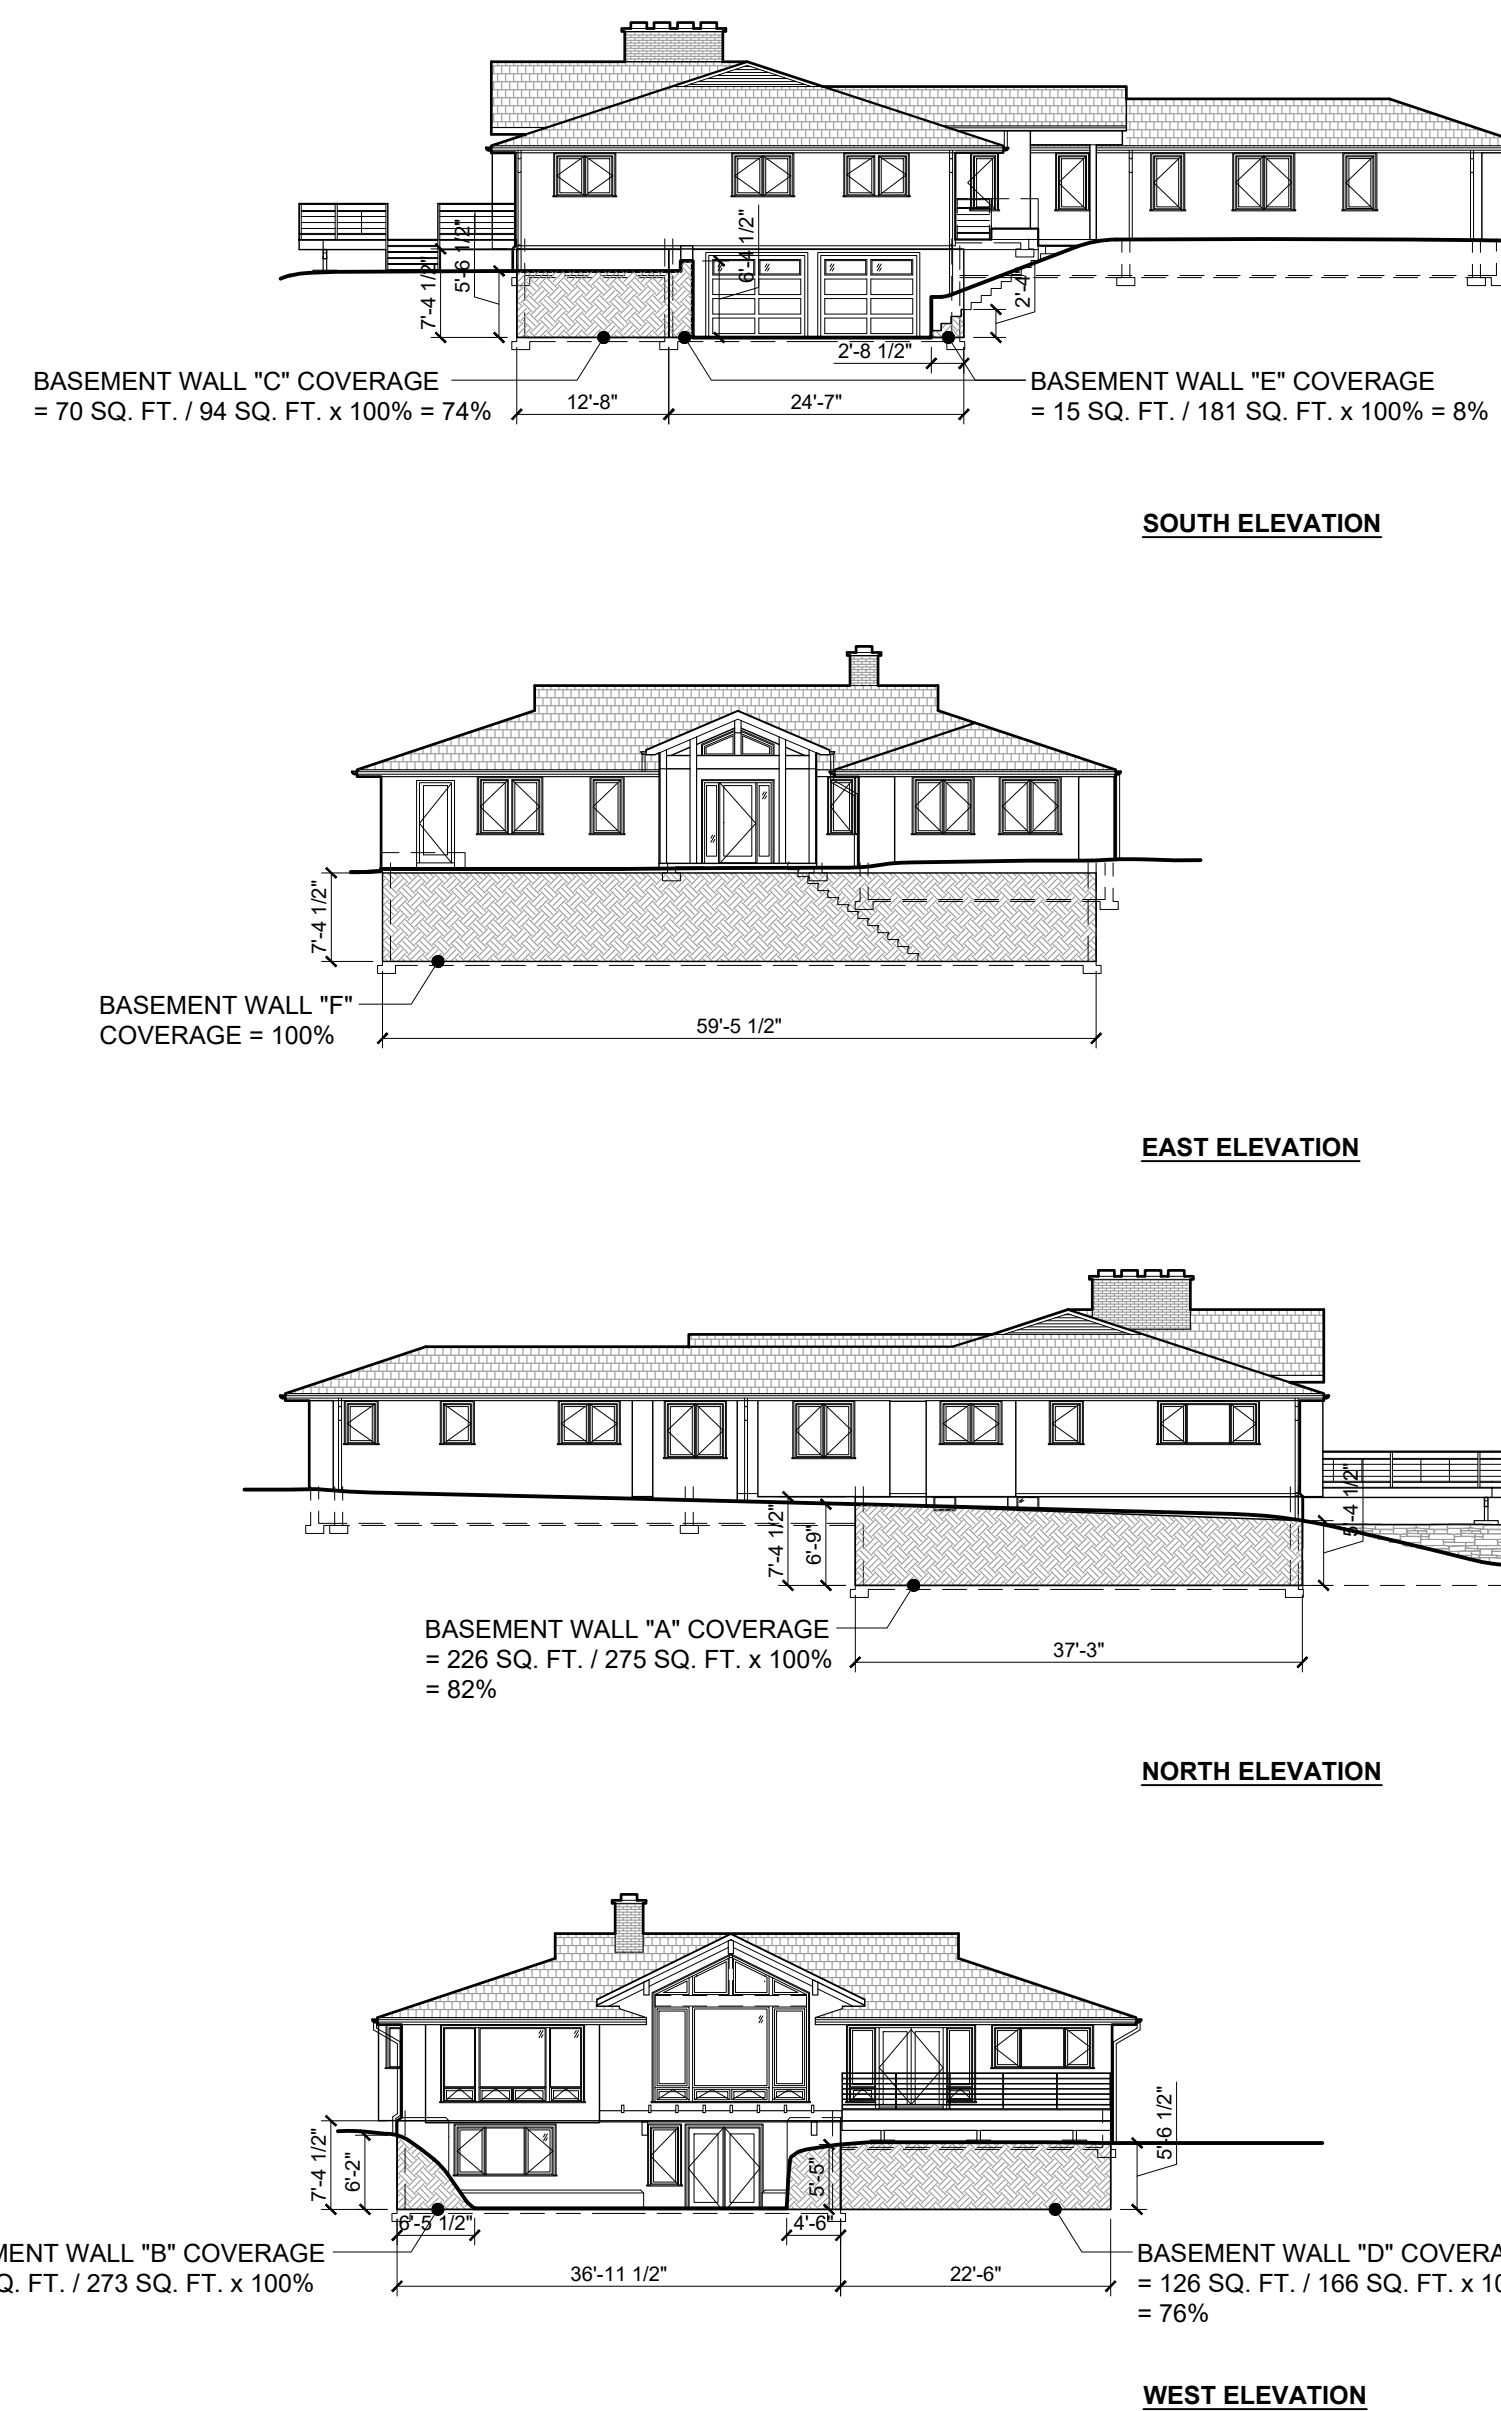 7'-4 1/2"
5'-6 1/2"
6'-4 1/2"
2'-4"
2'-8 1/2"
BASEMENT WALL "C" COVERAGE
= 70 SQ. FT. / 94 SQ. FT. x 100% = 74%
12'-8"
24'-7"
BASEMENT WALL "E" COVERAGE
= 15 SQ. FT. / 181 SQ. FT. x 100% = 8%
SOUTH ELEVATION
7'-4 1/2"
BASEMENT WALL "F"
COVERAGE = 100%
59'-5 1/2"
EAST ELEVATION
7'-4 1/2"
6'-9"
5'-4 1/2"
BASEMENT WALL "A" COVERAGE
= 226 SQ. FT. / 275 SQ. FT. x 100%
= 82%
37'-3"
NORTH ELEVATION
7'-4 1/2"
6'-2"
5'-5"
5'-6 1/2"
6'-5 1/2"
4'-6"
MENT WALL "B" COVERAGE
Q. FT. / 273 SQ. FT. x 100%
36'-11 1/2"
22'-6"
BASEMENT WALL "D" COVERA
= 126 SQ. FT. / 166 SQ. FT. x 10
= 76%
WEST ELEVATION